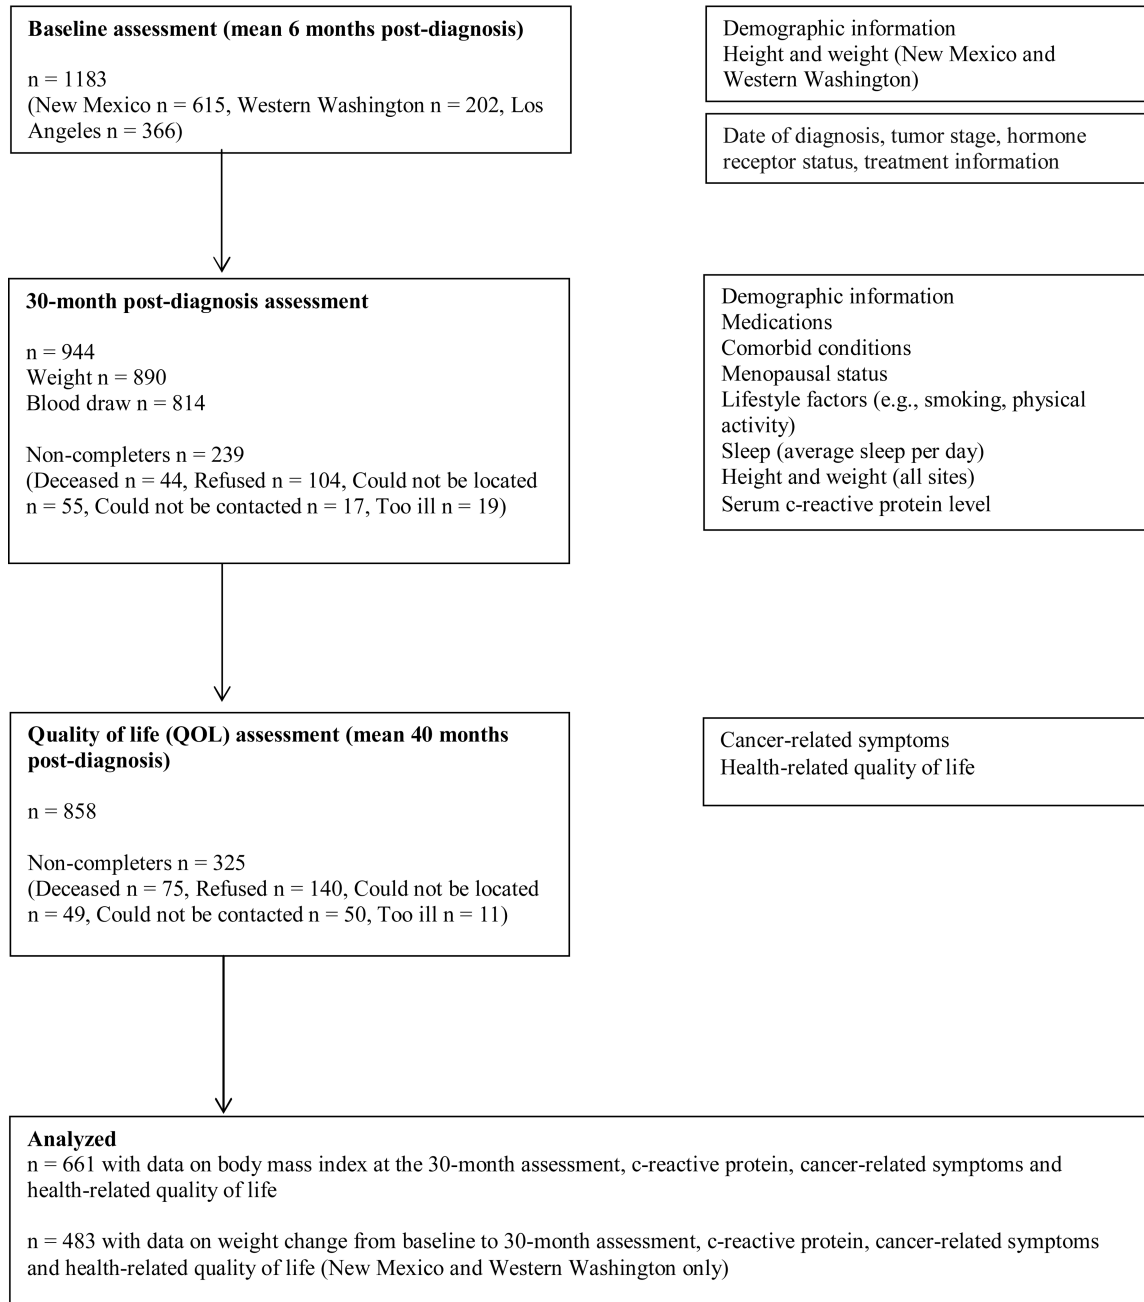 Baseline assessment (mean 6 months post-diagnosis)
n = 1183
(New Mexico n = 615, Western Washington n = 202, Los
Angeles n = 366)
Demographic information
Height and weight (New Mexico and
Western Washington)
Date of diagnosis, tumor stage, hormone
receptor status, treatment information
30-month post-diagnosis assessment
n = 944
Weight n = 890
Blood draw n = 814
Non-completers n = 239
(Deceased n = 44, Refused n = 104, Could not be located
n = 55, Could not be contacted n = 17, Too ill n = 19)
Demographic information
Medications
Comorbid conditions
Menopausal status
Lifestyle factors (e.g., smoking, physical
activity)
Sleep (average sleep per day)
Height and weight (all sites)
Serum c-reactive protein level
Quality of life (QOL) assessment (mean 40 months
post-diagnosis)
n = 858
Non-completers n = 325
(Deceased n = 75, Refused n = 140, Could not be located
n = 49, Could not be contacted n = 50, Too ill n = 11)
Cancer-related symptoms
Health-related quality of life
Analyzed
n = 661 with data on body mass index at the 30-month assessment, c-reactive protein, cancer-related symptoms and
health-related quality of life
n = 483 with data on weight change from baseline to 30-month assessment, c-reactive protein, cancer-related symptoms
and health-related quality of life (New Mexico and Western Washington only)